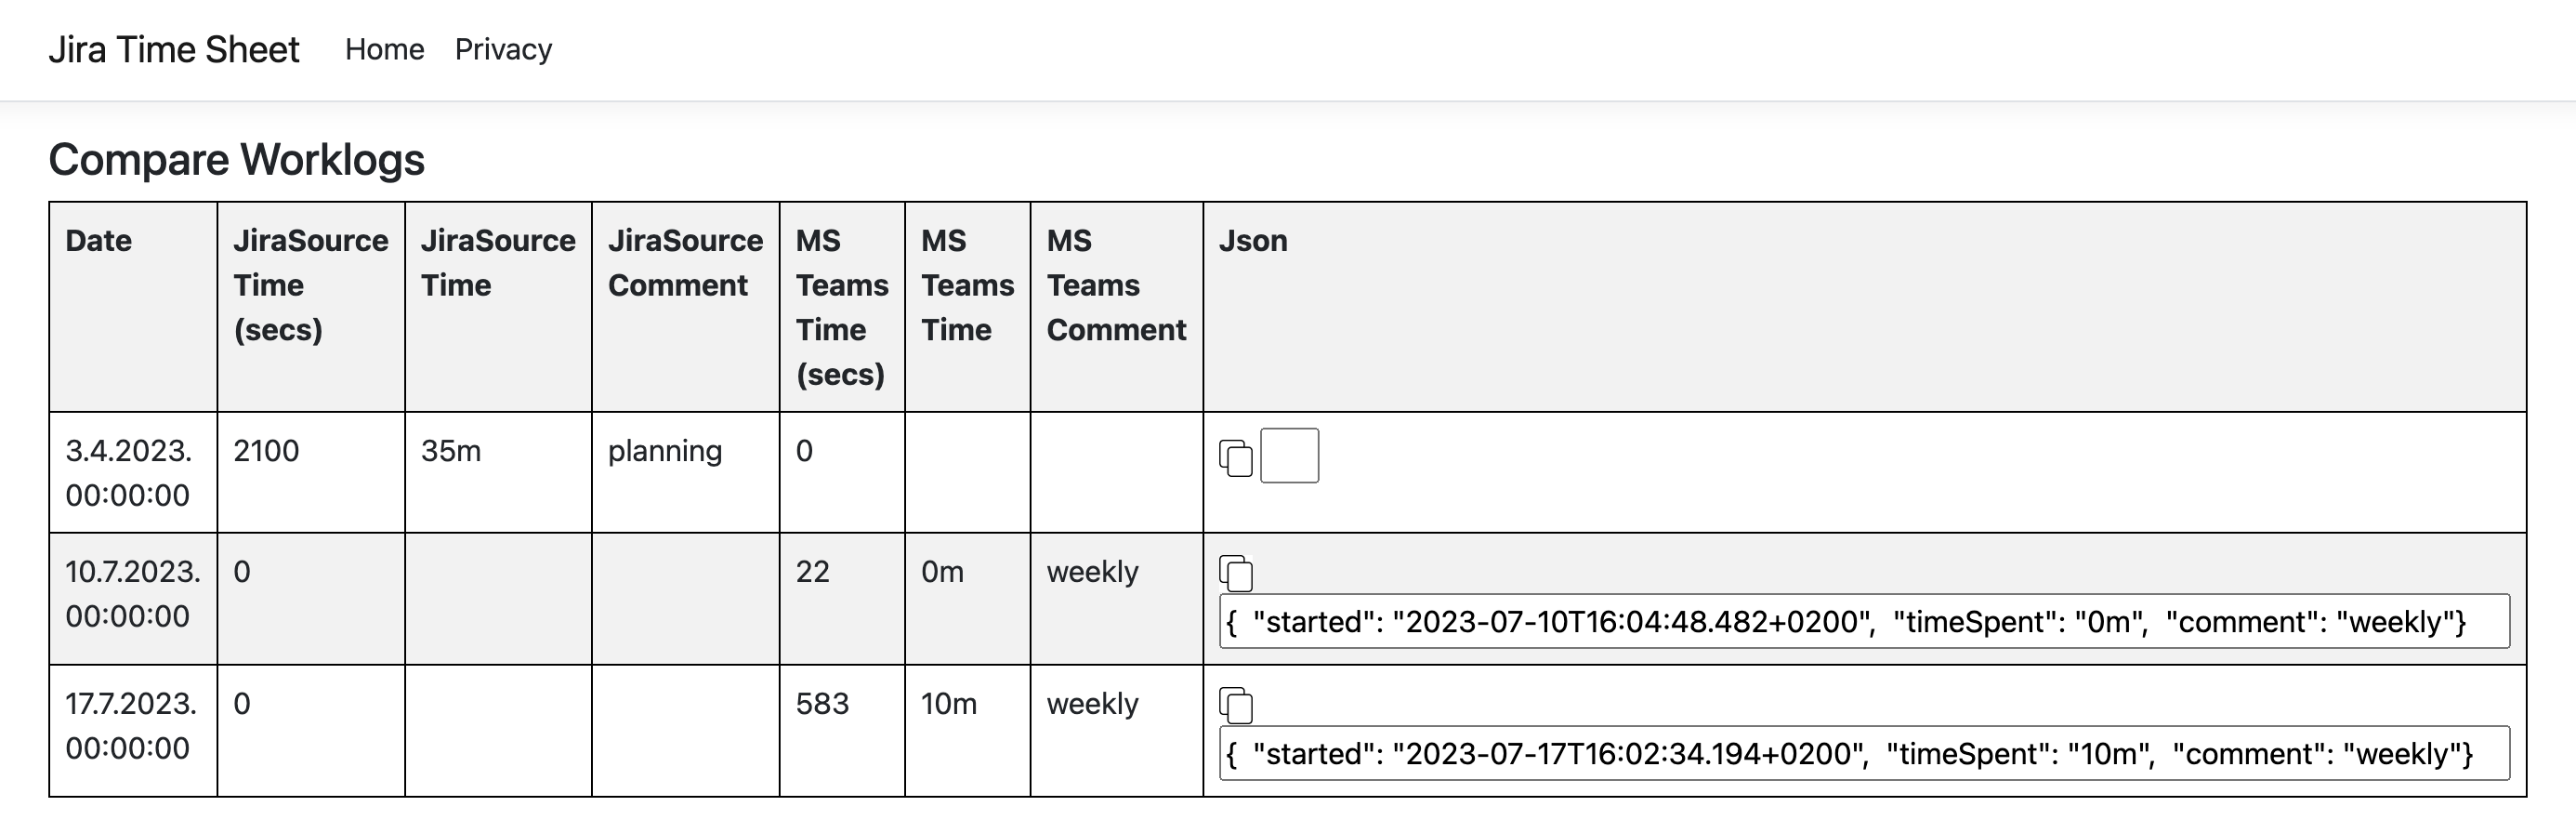 Jira Time Sheet Home Privacy
Compare Worklogs
Date JiraSource Time (secs) JiraSource Time JiraSource Comment MS Teams Time (secs) MS Teams Time MS Teams Comment Json
3.4.2023. 00:00:00 2100 35m planning 0
10.7.2023. 00:00:00 0 22 0m weekly
{  "started": "2023-07-10T16:04:48.482+0200",  "timeSpent": "0m",  "comment": "weekly"}
17.7.2023. 00:00:00 0 583 10m weekly
{  "started": "2023-07-17T16:02:34.194+0200",  "timeSpent": "10m",  "comment": "weekly"}